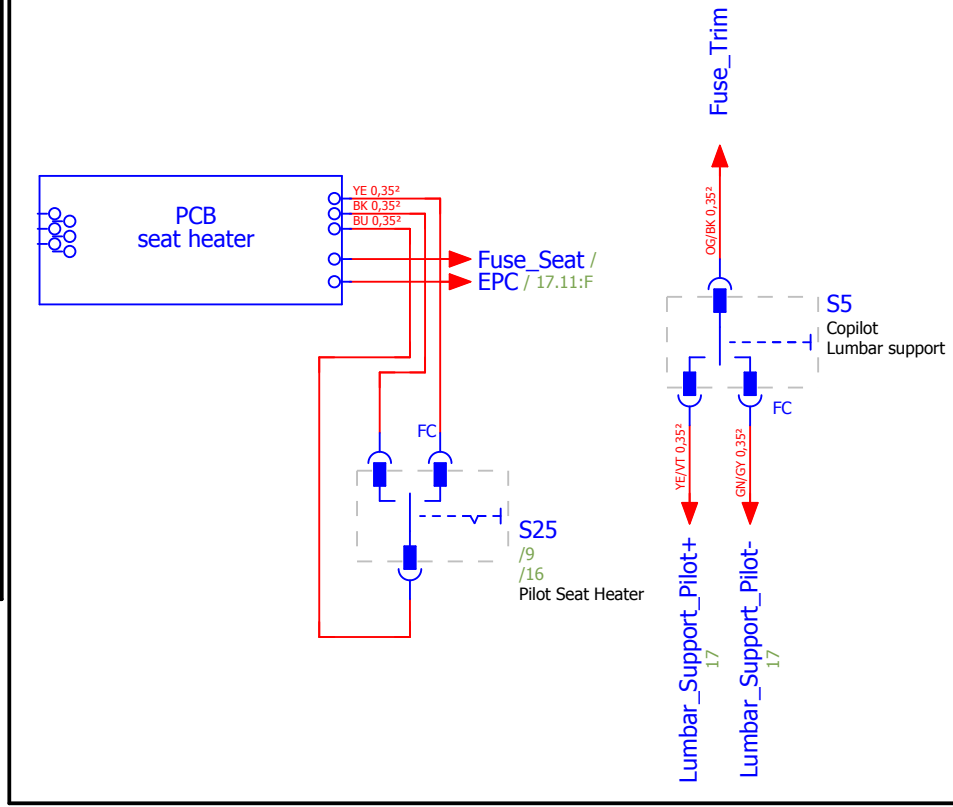 Fuse_Trim
PCB
seat heater
YE 0,35²
BK 0,35²
BU 0,35²
Fuse_Seat /
EPC / 17.11:F
OG/BK 0,35²
S5
Copilot
Lumbar support
FC
YE/VT 0,35²
GN/GY 0,35²
FC
S25
/9
/16
Pilot Seat Heater
Lumbar_Support_Pilot+
17
Lumbar_Support_Pilot-
17